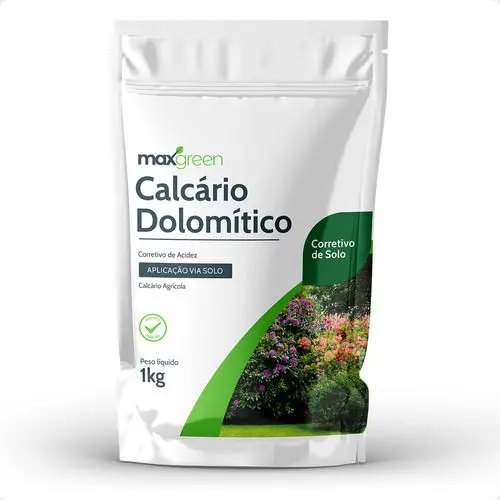 maxgreen
Calcário
Dolomítico
Corretivo de Acidez
APLICAÇÃO VIA SOLO
Calcário Agrícola
Corretivo
de Solo
Peso líquido
1kg